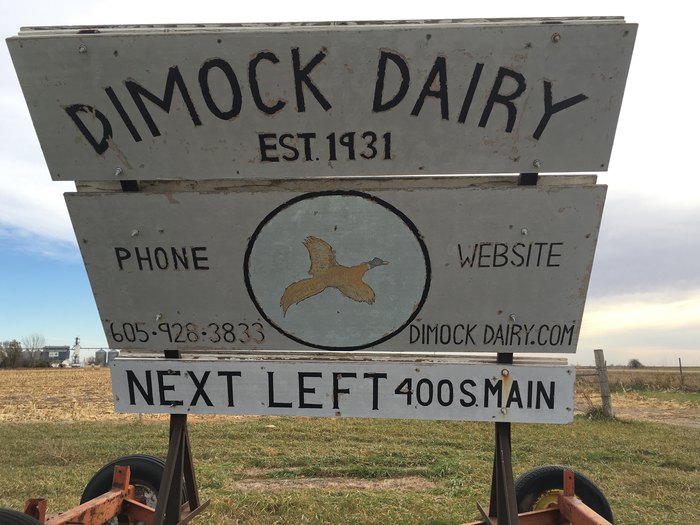 DIMOCK DAIRY
EST. 1931
PHONE
WEBSITE
605-928-3833
DIMOCK DAIRY.COM
NEXT LEFT 400 S. MAIN